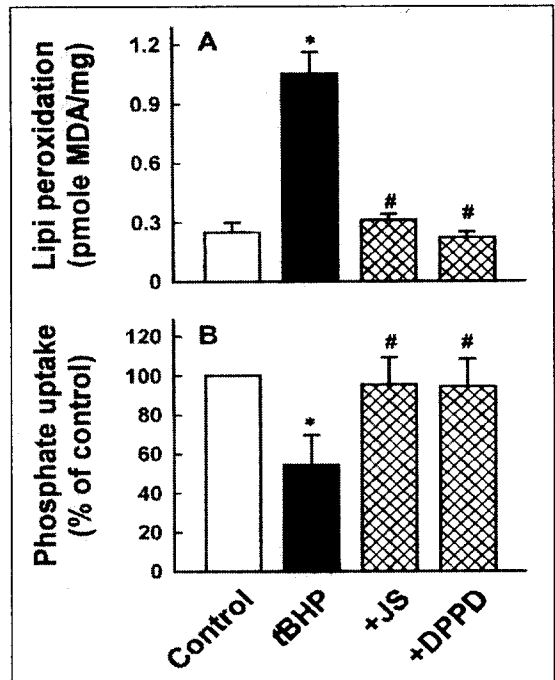 A
Lipi peroxidation
(pmole MDA/mg)
1.2
0.9
0.6
0.3
0
*
#
#
B
Phosphate uptake
(% of control)
120
100
80
60
40
20
0
*
#
#
Control
tBHP
+JS
+DPPD